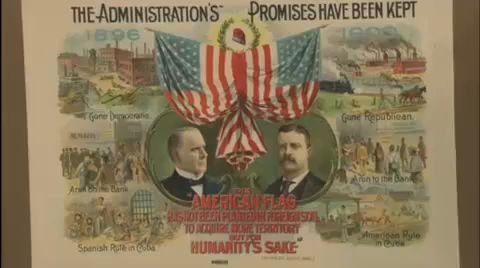 THE ADMINISTRATION'S PROMISES HAVE BEEN KEPT
1896
1900
Gone Democratic
Gone Republican.
A run on the Bank
A run to the Bank
Spanish Rule in Cuba
American Rule in Cuba
THE
AMERICAN FLAG
HAS NOT BEEN PLANTED IN FOREIGN SOIL
TO ACQUIRE MORE TERRITORY
BUT FOR
HUMANITY'S SAKE"